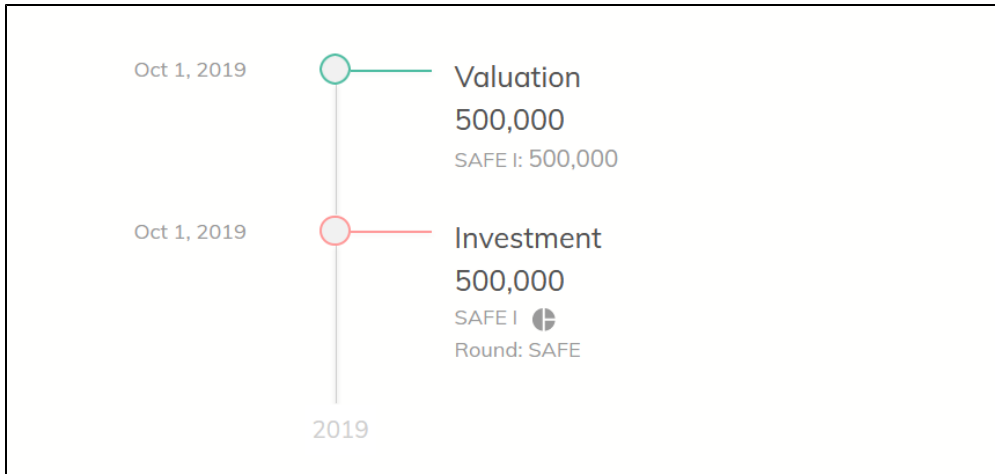 Oct 1, 2019
Valuation
500,000
SAFE I: 500,000
Oct 1, 2019
Investment
500,000
SAFE I
Round: SAFE
2019